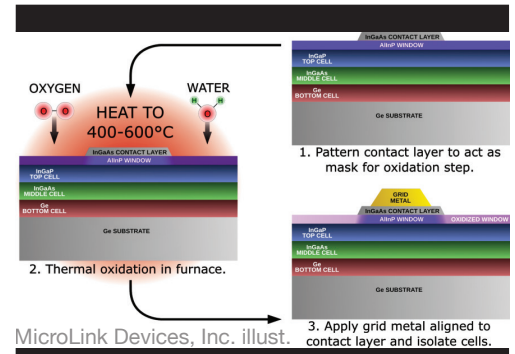 InGaAs CONTACT LAYER
AlInP WINDOW
InGaP
TOP CELL
InGaAs
MIDDLE CELL
Ge
BOTTOM CELL
Ge SUBSTRATE
1. Pattern contact layer to act as
mask for oxidation step.
OXYGEN
WATER
O
O
H
H
O
HEAT TO
400-600°C
InGaAs CONTACT LAYER
AlInP WINDOW
InGaP
TOP CELL
InGaAs
MIDDLE CELL
Ge
BOTTOM CELL
Ge SUBSTRATE
2. Thermal oxidation in furnace.
GRID
METAL
InGaAs CONTACT LAYER
AlInP WINDOW
OXIDIZED WINDOW
InGaP
TOP CELL
InGaAs
MIDDLE CELL
Ge
BOTTOM CELL
Ge SUBSTRATE
3. Apply grid metal aligned to
contact layer and isolate cells.
MicroLink Devices, Inc. illust.